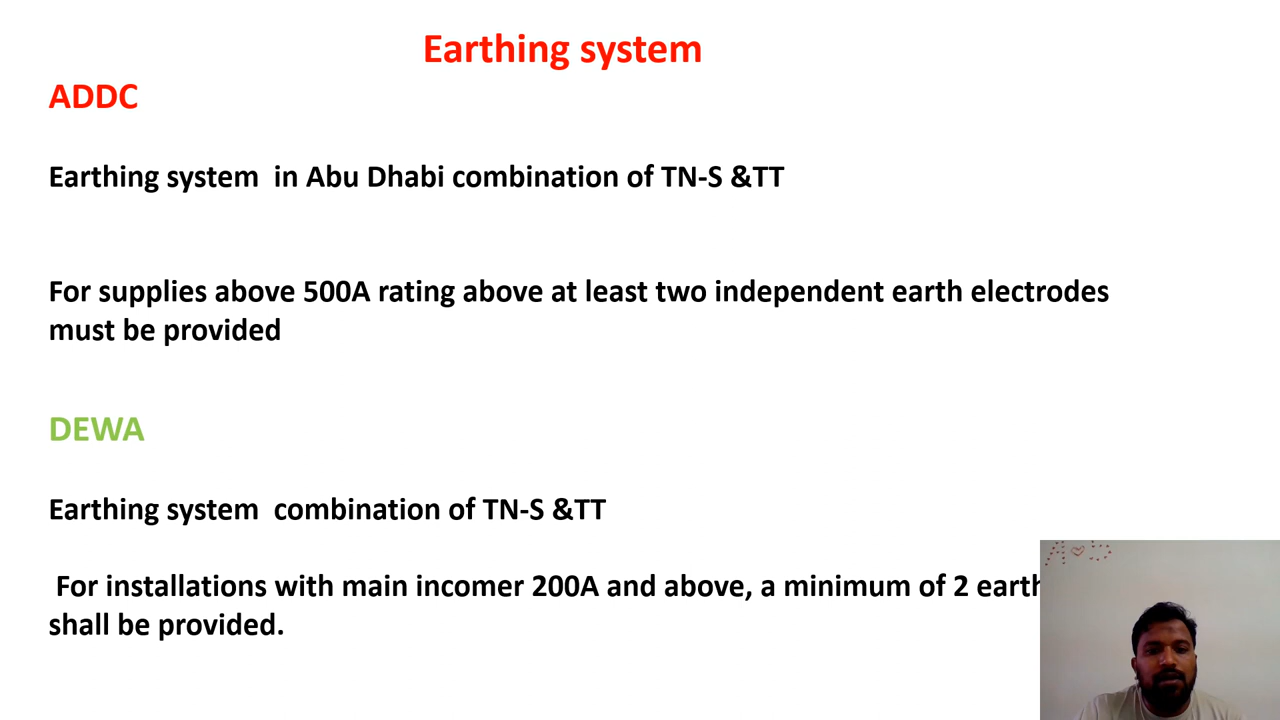 Earthing system
ADDC
Earthing system  in Abu Dhabi combination of TN-S &TT
For supplies above 500A rating above at least two independent earth electrodes
must be provided
DEWA
Earthing system  combination of TN-S &TT
For installations with main incomer 200A and above, a minimum of 2 earth
shall be provided.